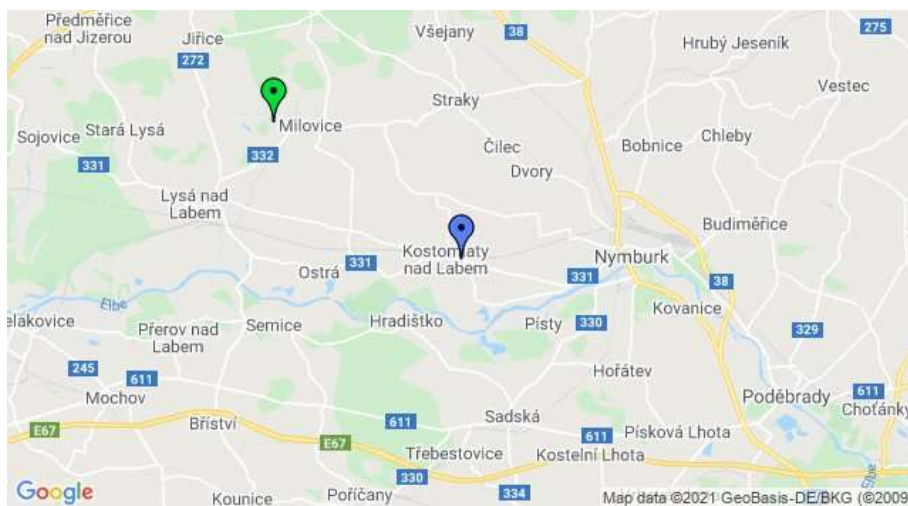 Předměřice
nad Jizerou
Jiřice
Všejany
38
275
Hrubý Jeseník
272
Vestec
Straky
Milovice
Stará Lysá
Sojovice
Chleby
Bobnice
Čilec
332
331
Dvory
Lysá nad
Labem
Budiměřice
Kostomlaty
nad Labem
Nymburk
331
Ostrá
331
38
Elbe
Kovanice
elakovice
Semice
Hradištko
Písty
330
329
Přerov nad
Labem
245
611
Hořátev
Mochov
Poděbrady
611
Choťánky
Sadská
Bříství
611
E67
611
Písková Lhota
E67
Třebestovice
Kostelní Lhota
330
Elbe
Google
Kounice
Poříčany
334
Map data ©2021 GeoBasis-DE/BKG (©2009